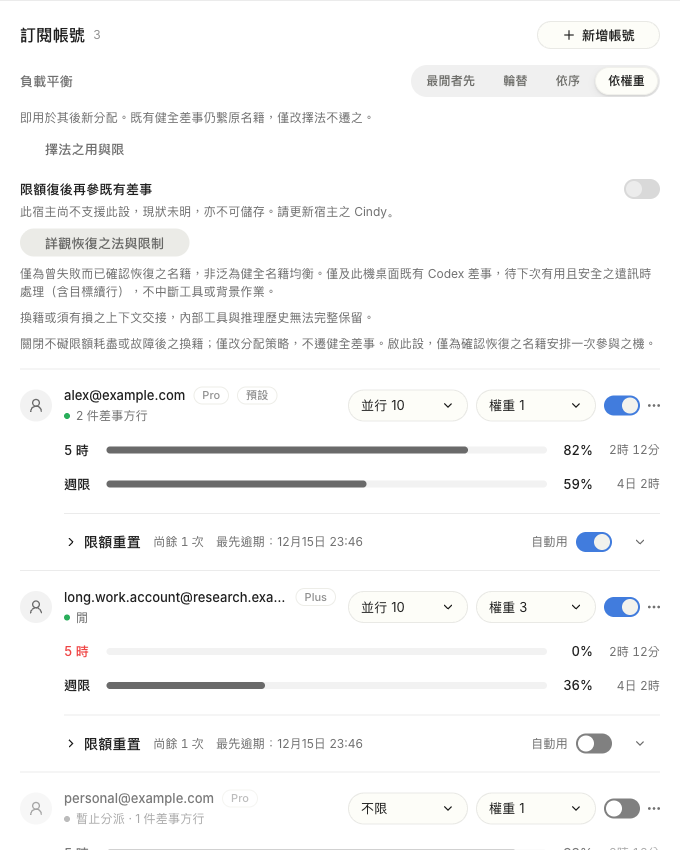 訂閱帳號 3
新增帳號
負載平衡
最閒者先 輪替 依序 依權重
即用於其後新分配。既有健全差事仍繫原名籍，僅改擇法不遷之。
擇法之用與限
限額復後再參既有差事
此宿主尚不支援此設，現狀未明，亦不可儲存。請更新宿主之 Cindy。
詳觀恢復之法與限制
僅為曾失敗而已確認恢復之名籍，非泛為健全名籍均衡。僅及此機桌面既有 Codex 差事，待下次有用且安全之遣訊時
處理（含目標續行），不中斷工具或背景作業。
換籍或須有損之上下文交接，內部工具與推理歷史無法完整保留。
關閉不礙限額耗盡或故障後之換籍；僅改分配策略，不遷健全差事。啟此設，僅為確認恢復之名籍安排一次參與之機。
alex@example.com Pro 預設
並行 10 權重 1
2 件差事方行
5 時 82% 2時 12分
週限 59% 4日 2時
限額重置 尚餘 1 次 最先逾期：12月15日 23:46 自動用
long.work.account@research.exa... Plus
並行 10 權重 3
閒
5 時 0% 2時 12分
週限 36% 4日 2時
限額重置 尚餘 1 次 最先逾期：12月15日 23:46 自動用
personal@example.com Pro
不限 權重 1
暫止分派 · 1 件差事方行